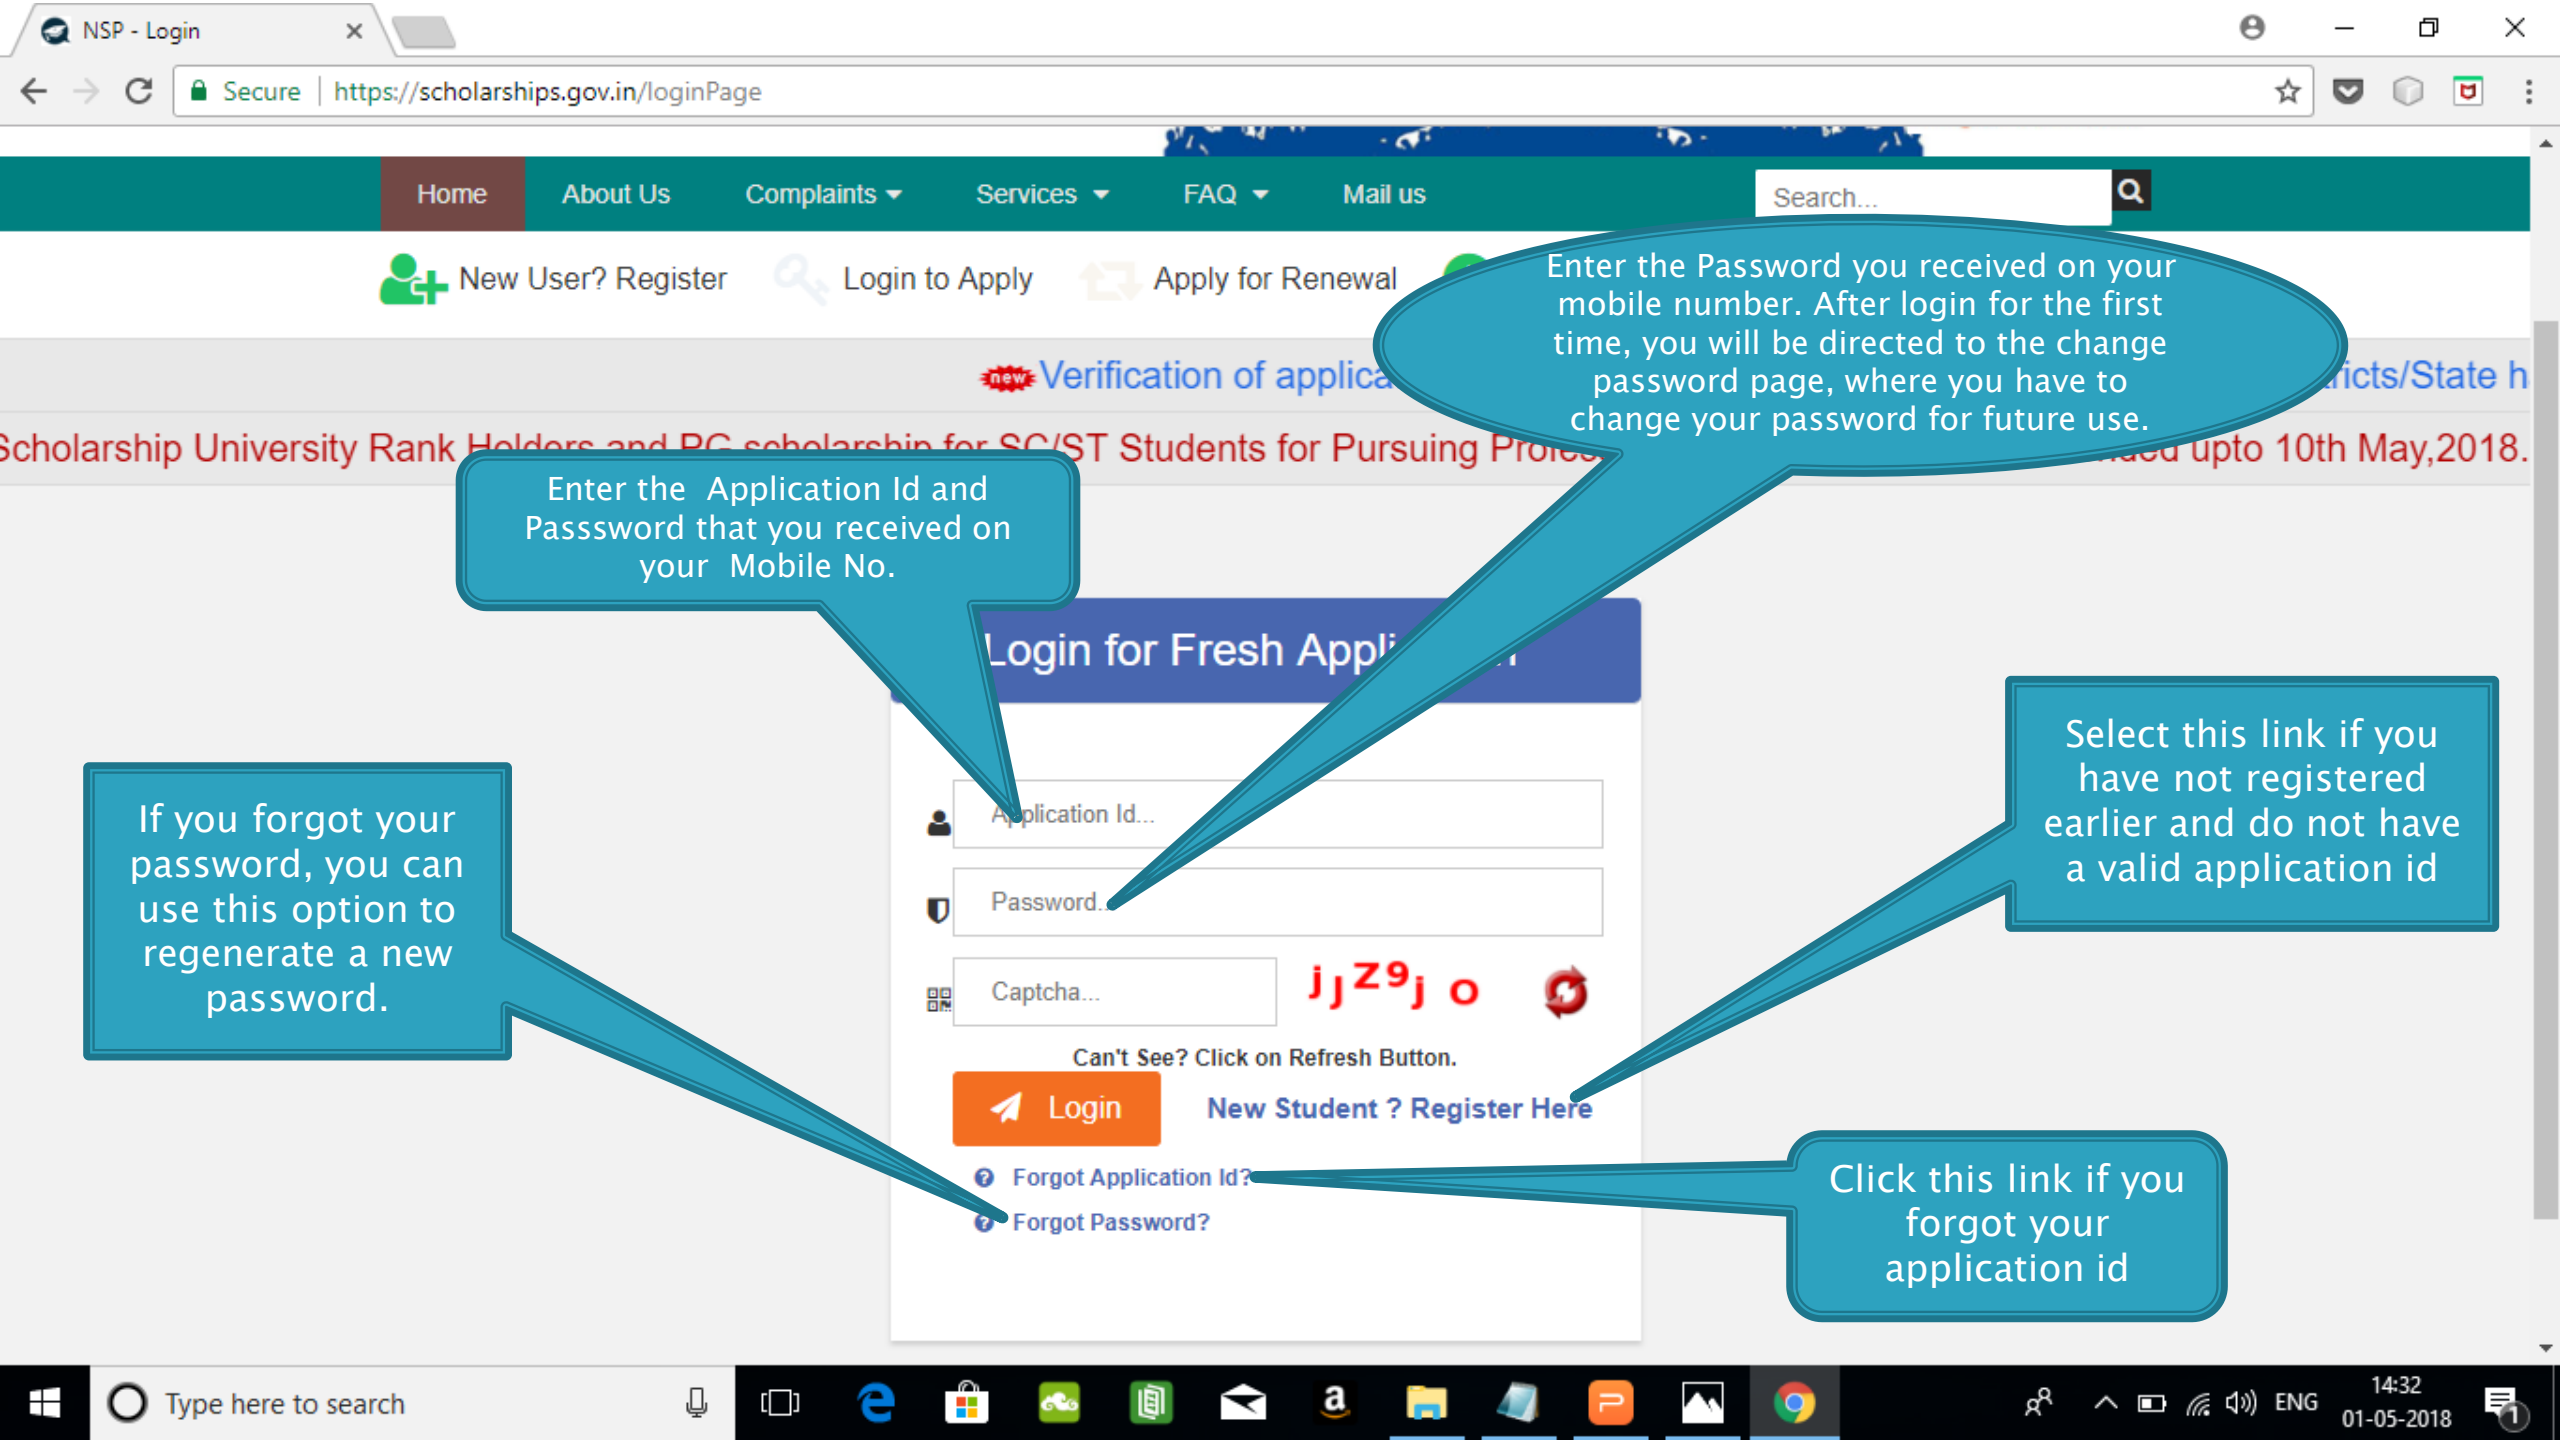 NSP - Login
Secure | https://scholarships.gov.in/loginPage
Home About Us Complaints Services FAQ Mail us Search...
New User? Register Login to Apply Apply for Renewal
Enter the Password you received on your
mobile number. After login for the first
time, you will be directed to the change
password page, where you have to
change your password for future use.
new Verification of applica ricts/State h
Scholarship University Rank Holders and PG scholarship for SC/ST Students for Pursuing upto 10th May,2018.
Enter the Application Id and
Passsword that you received on
your Mobile No.
Login for Fresh
Select this link if you
have not registered
earlier and do not have
a valid application id
If you forgot your
password, you can
use this option to
regenerate a new
password.
Application Id...
Password...
Captcha... jJZ9jo
Can't See? Click on Refresh Button.
Login New Student ? Register Here
Forgot Application Id?
Forgot Password?
Click this link if you
forgot your
application id
Type here to search
ENG
14:32
01-05-2018
1